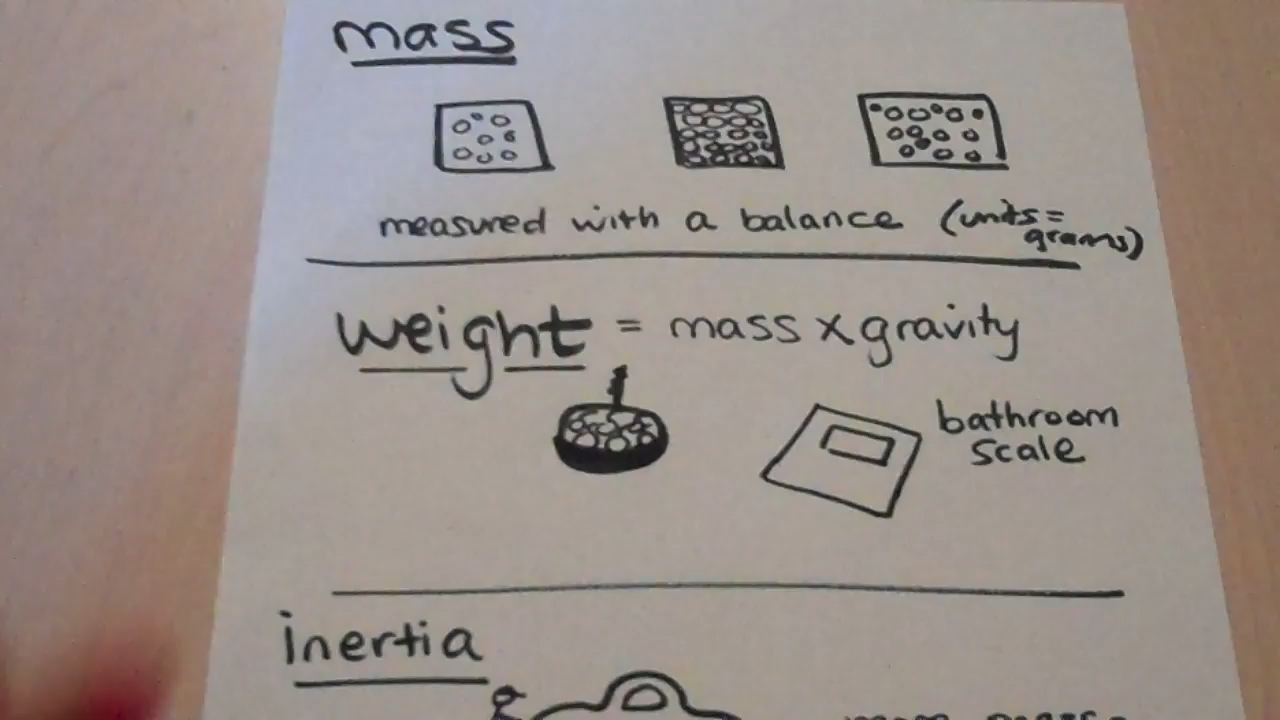 mass
measured with a balance (units =
grams)
weight = mass x gravity
bathroom
scale
inertia